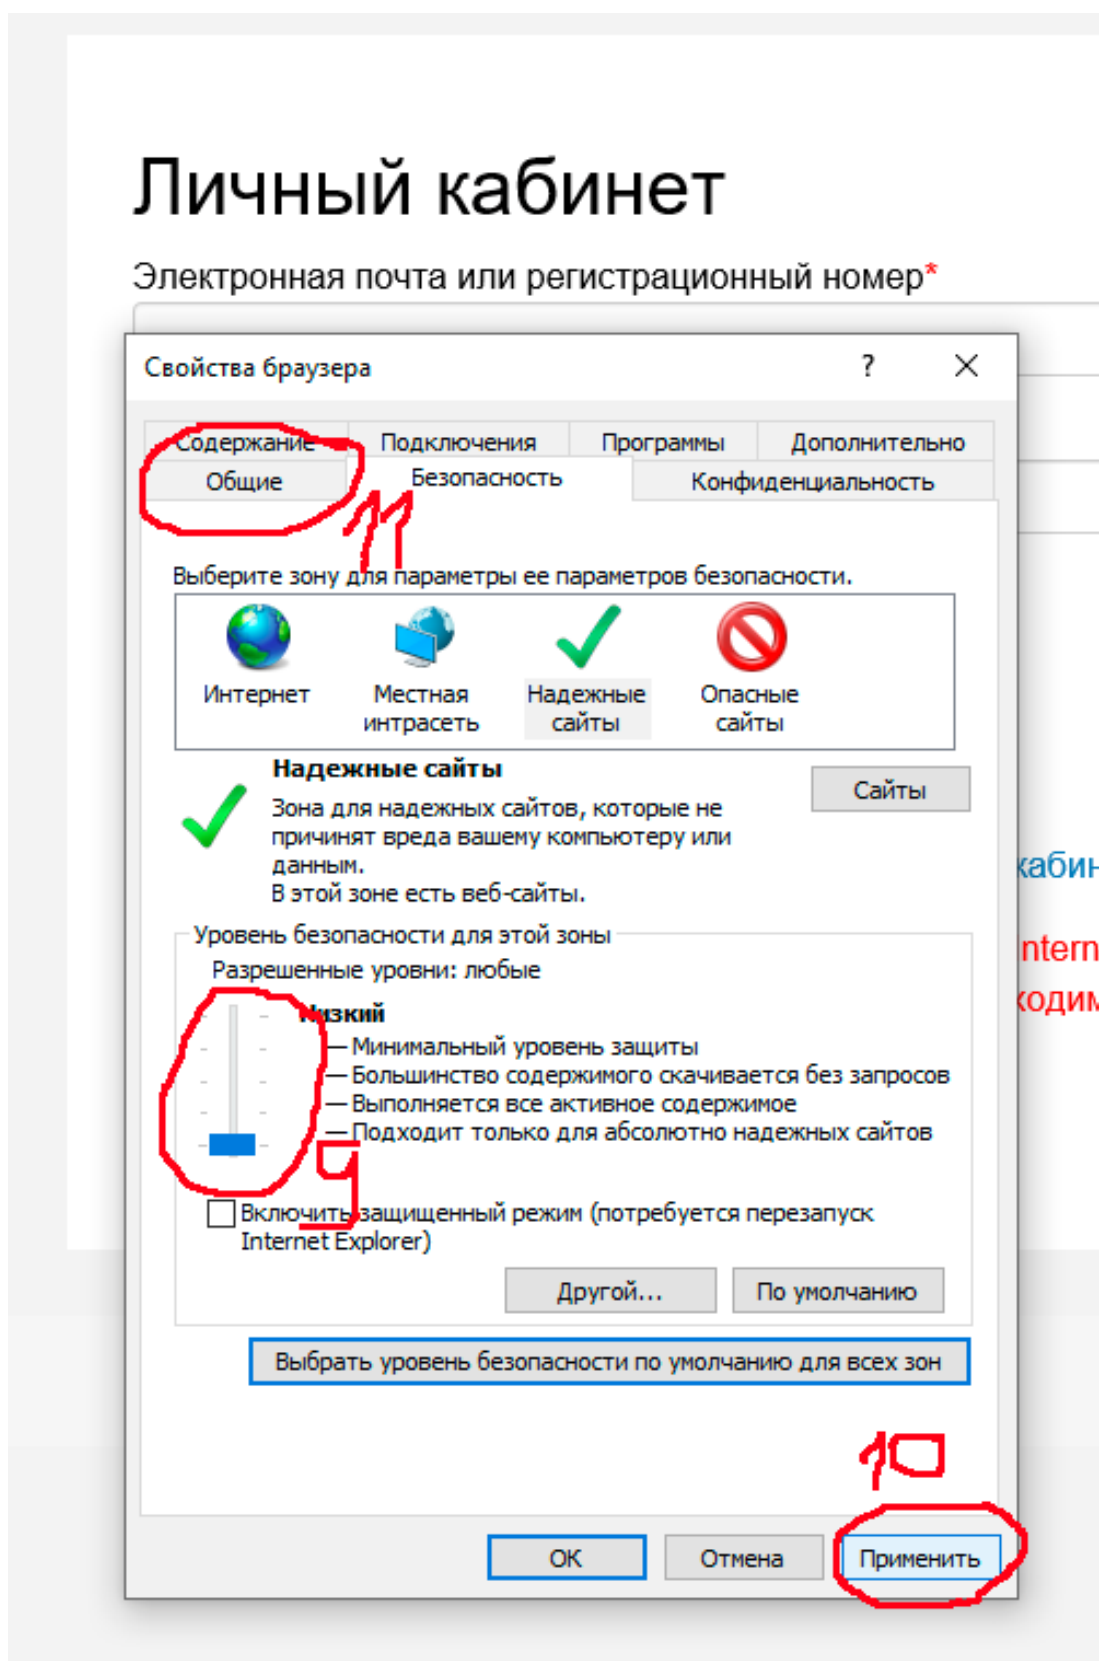 Личный кабинет
Электронная почта или регистрационный номер*
Свойства браузера ? ×
Содержание Подключения Программы Дополнительно
Общие Безопасность Конфиденциальность
11
Выберите зону для параметры ее параметров безопасности.
Интернет Местная интрасеть Надежные сайты Опасные сайты
Надежные сайты
Сайты
Зона для надежных сайтов, которые не
причинят вреда вашему компьютеру или
данным.
В этой зоне есть веб-сайты.
Уровень безопасности для этой зоны
Разрешенные уровни: любые
Низкий
— Минимальный уровень защиты
— Большинство содержимого скачивается без запросов
— Выполняется все активное содержимое
— Подходит только для абсолютно надежных сайтов
9
Включить защищенный режим (потребуется перезапуск
Internet Explorer)
Другой... По умолчанию
Выбрать уровень безопасности по умолчанию для всех зон
10
ОК Отмена Применить